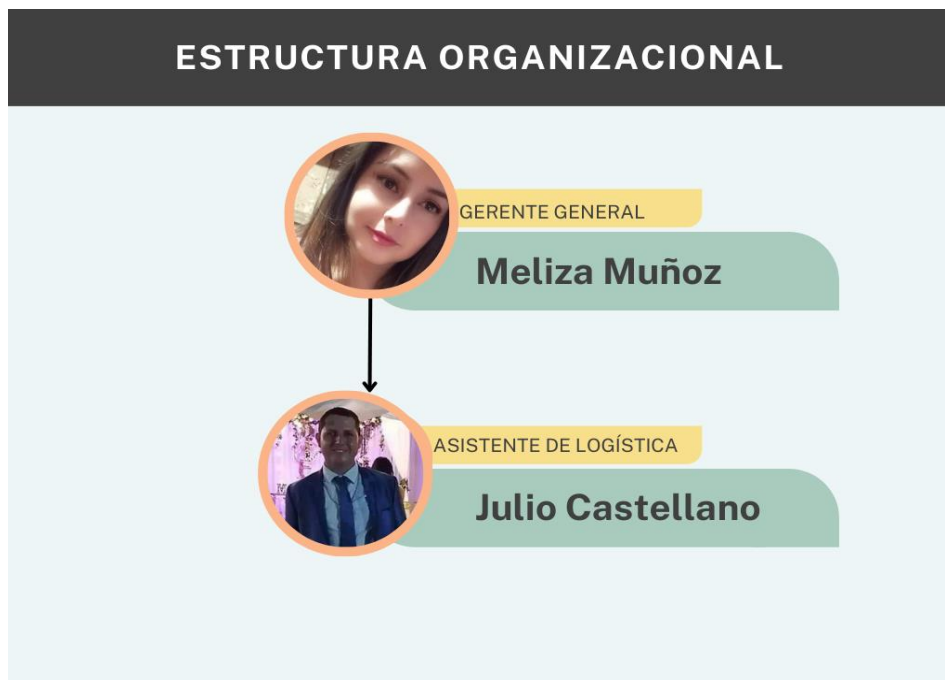 ESTRUCTURA ORGANIZACIONAL
GERENTE GENERAL
Meliza Muñoz
ASISTENTE DE LOGÍSTICA
Julio Castellano